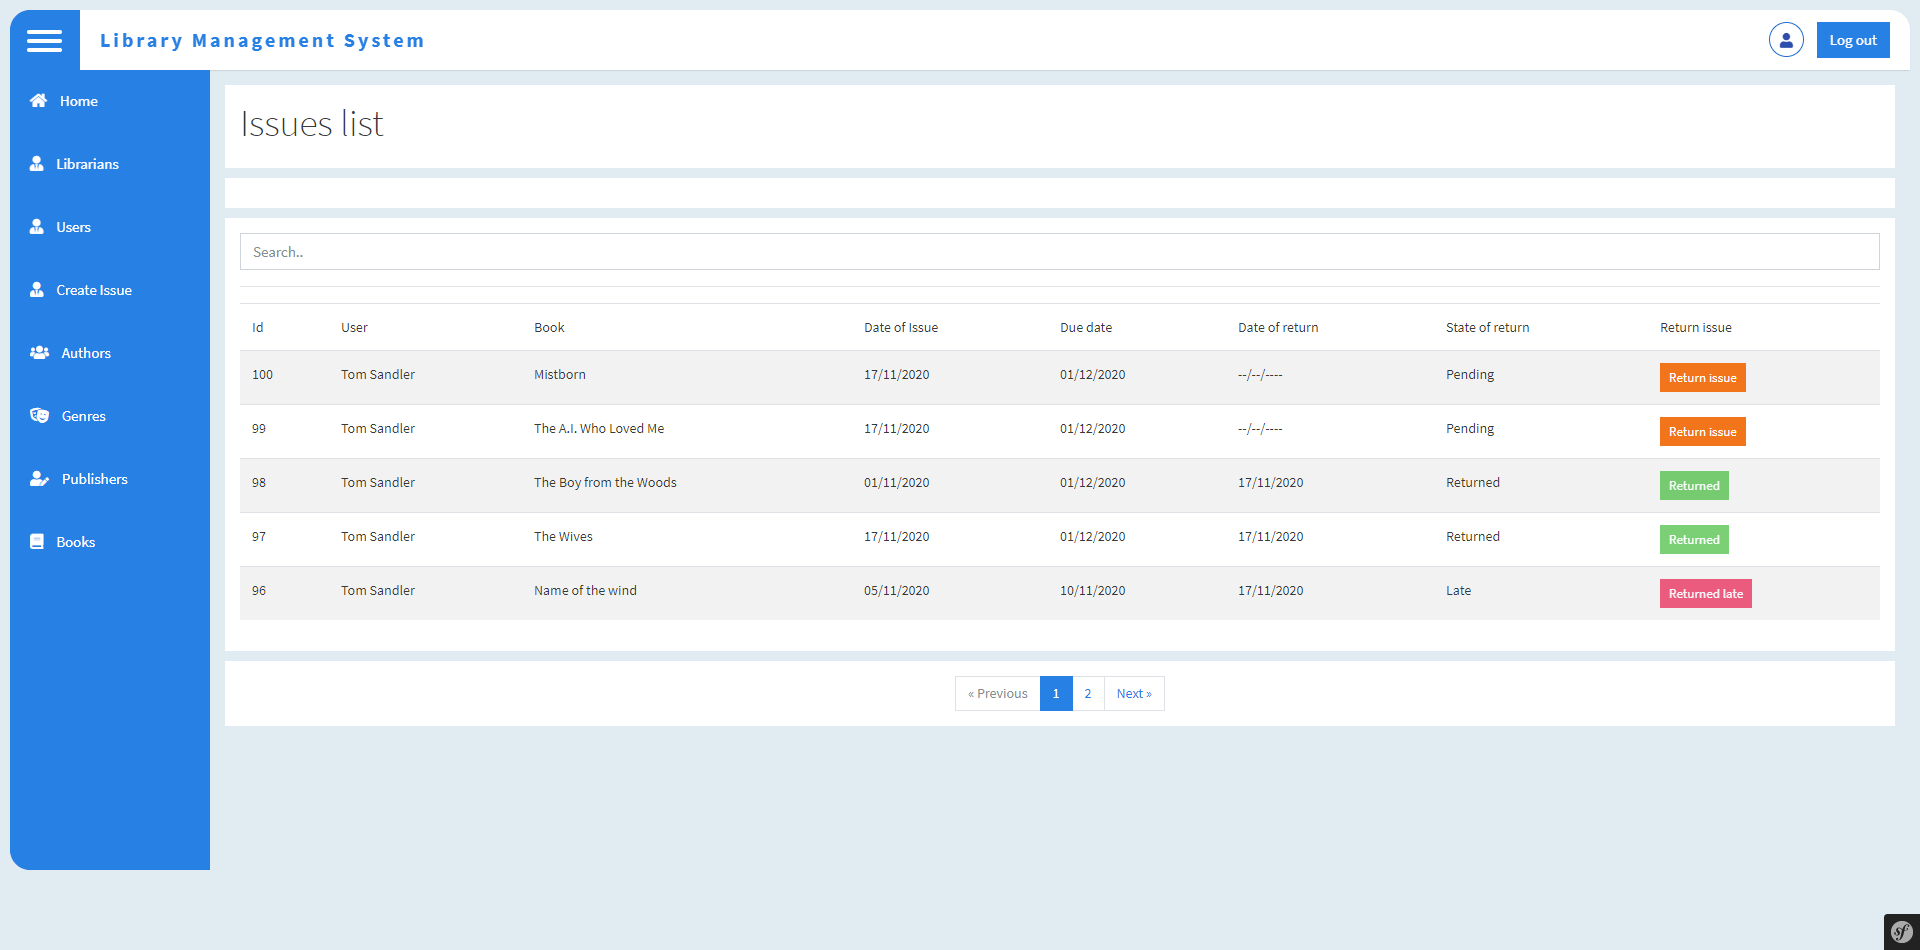 Library Management System
Log out
Home
Librarians
Users
Create Issue
Authors
Genres
Publishers
Books
Issues list
Search..
Id User Book Date of Issue Due date Date of return State of return Return issue
100 Tom Sandler Mistborn 17/11/2020 01/12/2020 --/--/---- Pending Return issue
99 Tom Sandler The A.I. Who Loved Me 17/11/2020 01/12/2020 --/--/---- Pending Return issue
98 Tom Sandler The Boy from the Woods 01/11/2020 01/12/2020 17/11/2020 Returned Returned
97 Tom Sandler The Wives 17/11/2020 01/12/2020 17/11/2020 Returned Returned
96 Tom Sandler Name of the wind 05/11/2020 10/11/2020 17/11/2020 Late Returned late
« Previous 1 2 Next »
sf